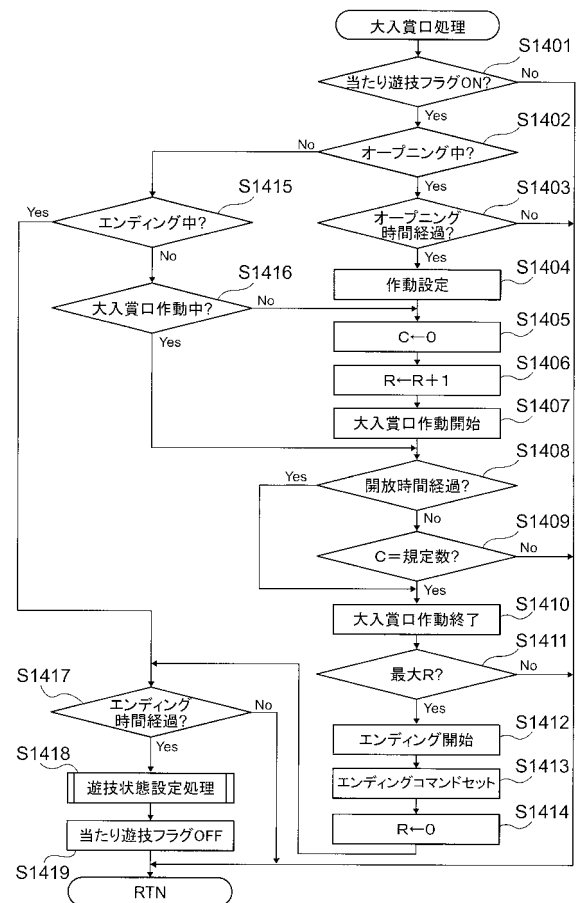 大入賞口処理
S1401
当たり遊技フラグON?
No
Yes
S1402
オープニング中?
No
Yes
S1415
エンディング中?
Yes
No
S1403
オープニング
時間経過?
No
Yes
S1404
作動設定
S1416
大入賞口作動中?
No
Yes
S1405
C←0
S1406
R←R+1
S1407
大入賞口作動開始
S1408
開放時間経過?
Yes
No
S1409
C=規定数?
No
Yes
S1410
大入賞口作動終了
S1411
最大R?
No
Yes
S1412
エンディング開始
S1413
エンディングコマンドセット
S1414
R←0
S1417
エンディング
時間経過?
No
Yes
S1418
遊技状態設定処理
当たり遊技フラグOFF
S1419
RTN